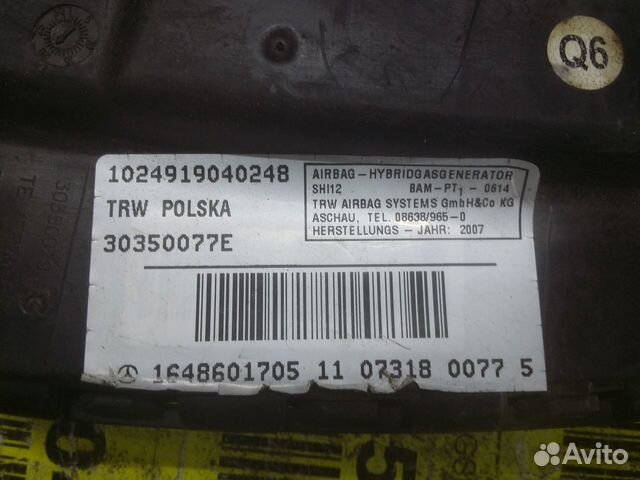 Q6
1024919040248
TRW POLSKA
30350077E
AIRBAG-HYBRIDGASGENERATOR
SHI12 BAM-PT1-0614
TRW AIRBAG SYSTEMS GmbH&Co KG
ASCHAU, TEL. 08638/965-0
HERSTELLUNGS-JAHR: 2007
1648601705 11 07318 0077 5
5
Avito